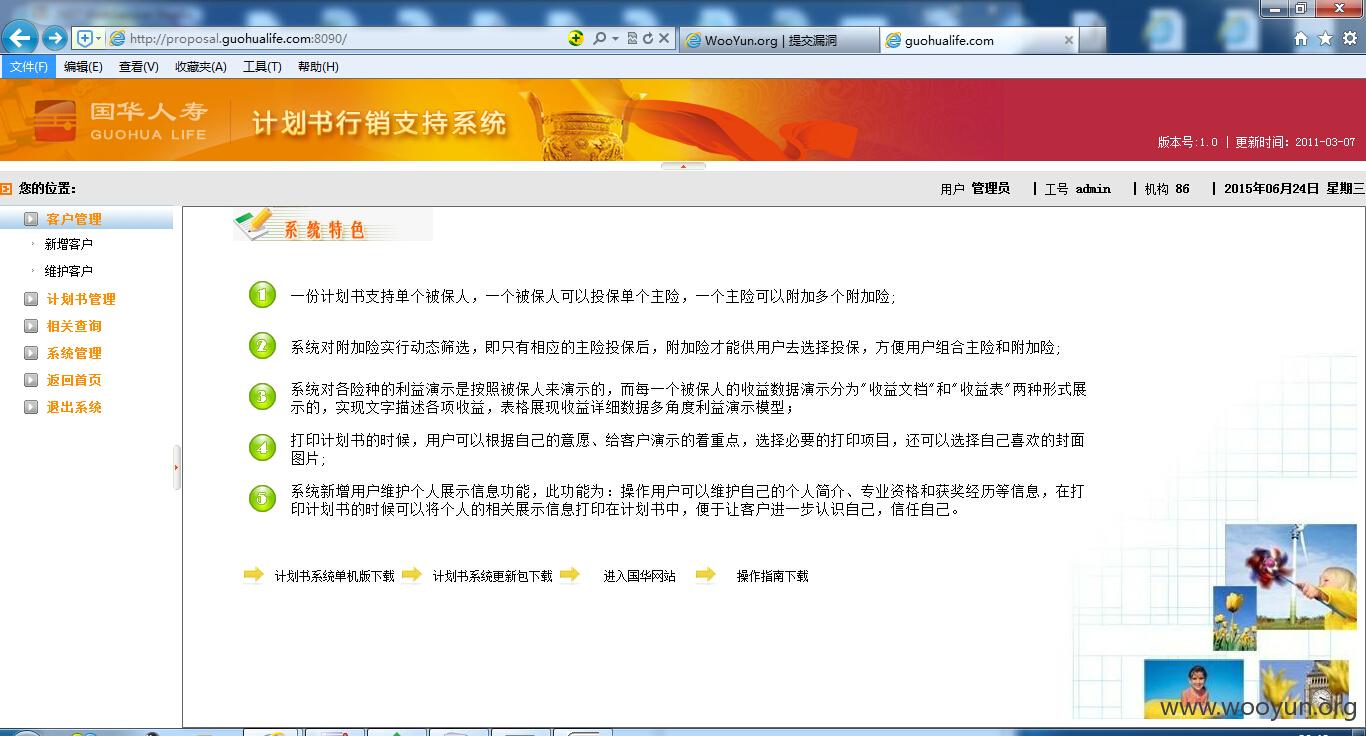 http://proposal.guohualife.com:8090/
WooYun.org | 提交漏洞
guohualife.com
文件(F) 编辑(E) 查看(V) 收藏夹(A) 工具(T) 帮助(H)
国华人寿
GUOHUA LIFE
计划书行销支持系统
版本号:1.0 | 更新时间: 2011-03-07
您的位置:
用户 管理员 | 工号 admin | 机构 86 | 2015年06月24日 星期三
客户管理
新增客户
维护客户
计划书管理
相关查询
系统管理
返回首页
退出系统
系统特色
1 一份计划书支持单个被保人，一个被保人可以投保单个主险，一个主险可以附加多个附加险;
2 系统对附加险实行动态筛选，即只有相应的主险投保后，附加险才能供用户去选择投保，方便用户组合主险和附加险;
3 系统对各险种的利益演示是按照被保人来演示的，而每一个被保人的收益数据演示分为"收益文档"和"收益表"两种形式展
示的，实现文字描述各项收益，表格展现收益详细数据多角度利益演示模型;
4 打印计划书的时候，用户可以根据自己的意愿、给客户演示的着重点，选择必要的打印项目，还可以选择自己喜欢的封面
图片;
5 系统新增用户维护个人展示信息功能，此功能为：操作用户可以维护自己的个人简介、专业资格和获奖经历等信息，在打
印计划书的时候可以将个人的相关展示信息打印在计划书中，便于让客户进一步认识自己，信任自己。
计划书系统单机版下载 计划书系统更新包下载 进入国华网站 操作指南下载
www.wooyun.org